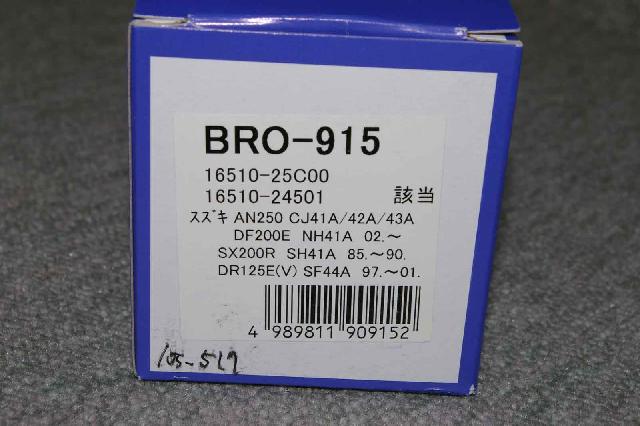 BRO-915
16510-25C00
16510-24501 該当
スズキ AN250 CJ41A/42A/43A
DF200E NH41A 02.～
SX200R SH41A 85.～90.
DR125E(V) SF44A 97.～01.
4 989811 909152